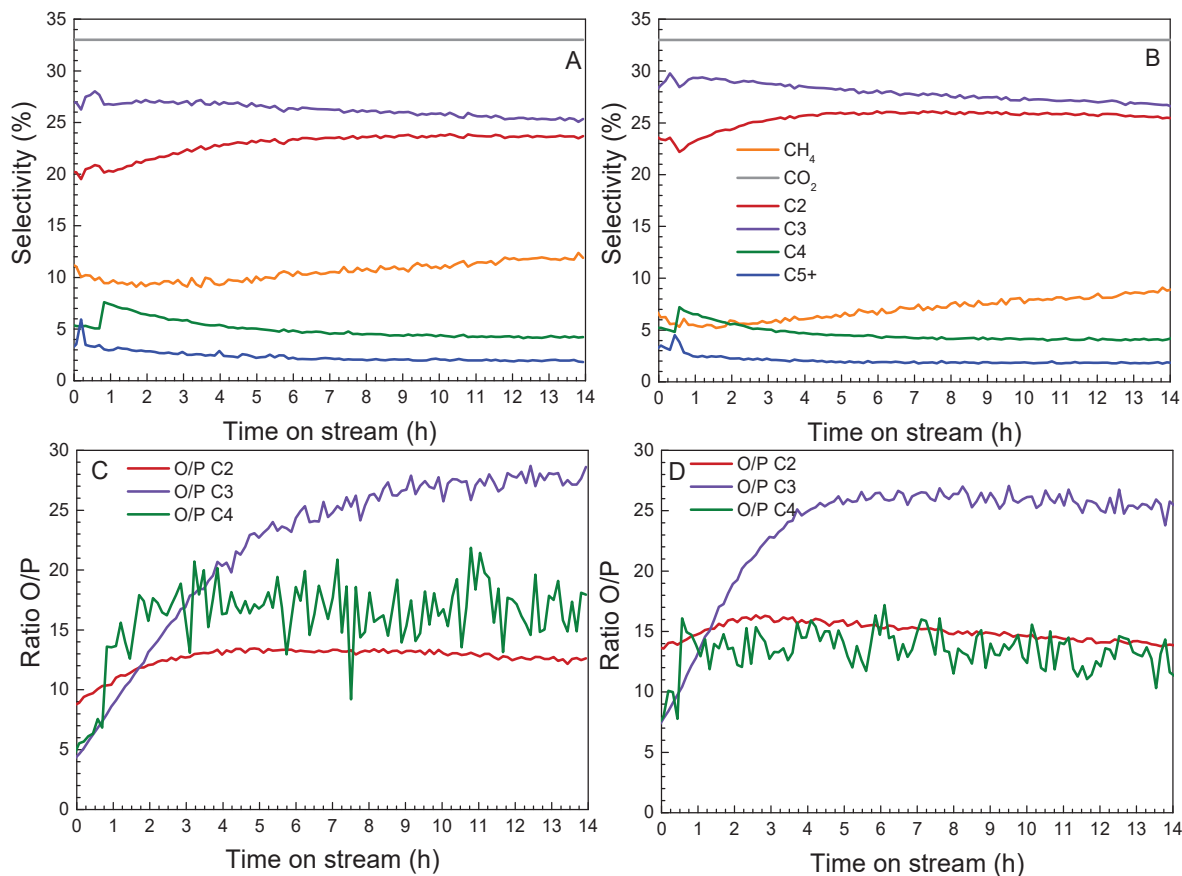 35
30
25
20
15
10
5
0
Selectivity (%)
A
0 1 2 3 4 5 6 7 8 9 10 11 12 13 14
Time on stream (h)
35
30
25
20
15
10
5
0
Selectivity (%)
B
CH₄
CO₂
C2
C3
C4
C5+
0 1 2 3 4 5 6 7 8 9 10 11 12 13 14
Time on stream (h)
30
25
20
15
10
5
0
Ratio O/P
C
O/P C2
O/P C3
O/P C4
0 1 2 3 4 5 6 7 8 9 10 11 12 13 14
Time on stream (h)
30
25
20
15
10
5
0
Ratio O/P
D
O/P C2
O/P C3
O/P C4
0 1 2 3 4 5 6 7 8 9 10 11 12 13 14
Time on stream (h)